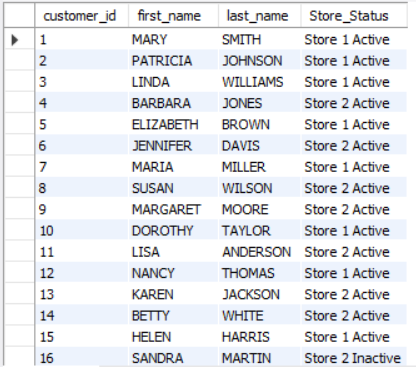 customer_id first_name last_name Store_Status
1 MARY SMITH Store 1 Active
2 PATRICIA JOHNSON Store 1 Active
3 LINDA WILLIAMS Store 1 Active
4 BARBARA JONES Store 2 Active
5 ELIZABETH BROWN Store 1 Active
6 JENNIFER DAVIS Store 2 Active
7 MARIA MILLER Store 1 Active
8 SUSAN WILSON Store 2 Active
9 MARGARET MOORE Store 2 Active
10 DOROTHY TAYLOR Store 1 Active
11 LISA ANDERSON Store 2 Active
12 NANCY THOMAS Store 1 Active
13 KAREN JACKSON Store 2 Active
14 BETTY WHITE Store 2 Active
15 HELEN HARRIS Store 1 Active
16 SANDRA MARTIN Store 2 Inactive